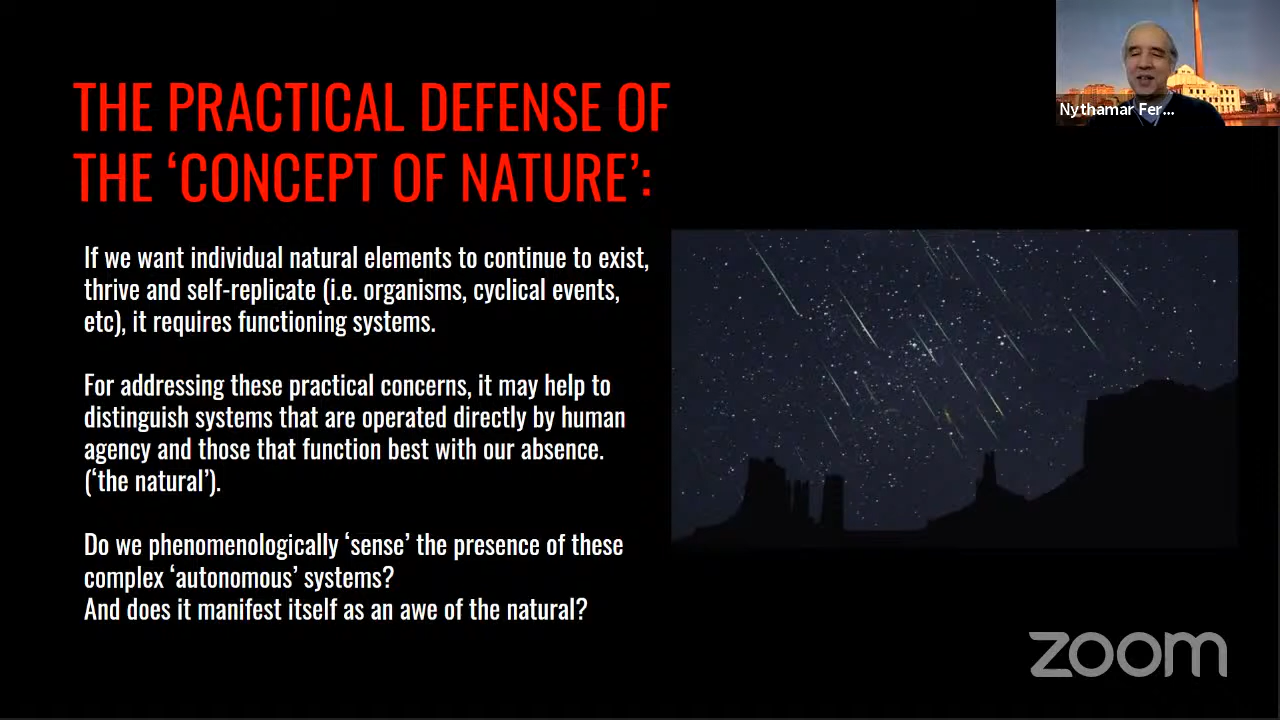 THE PRACTICAL DEFENSE OF
THE ‘CONCEPT OF NATURE’:
If we want individual natural elements to continue to exist,
thrive and self-replicate (i.e. organisms, cyclical events,
etc), it requires functioning systems.
For addressing these practical concerns, it may help to
distinguish systems that are operated directly by human
agency and those that function best with our absence.
(‘the natural’).
Do we phenomenologically ‘sense’ the presence of these
complex ‘autonomous’ systems?
And does it manifest itself as an awe of the natural?
Nythamar Fer...
zoom